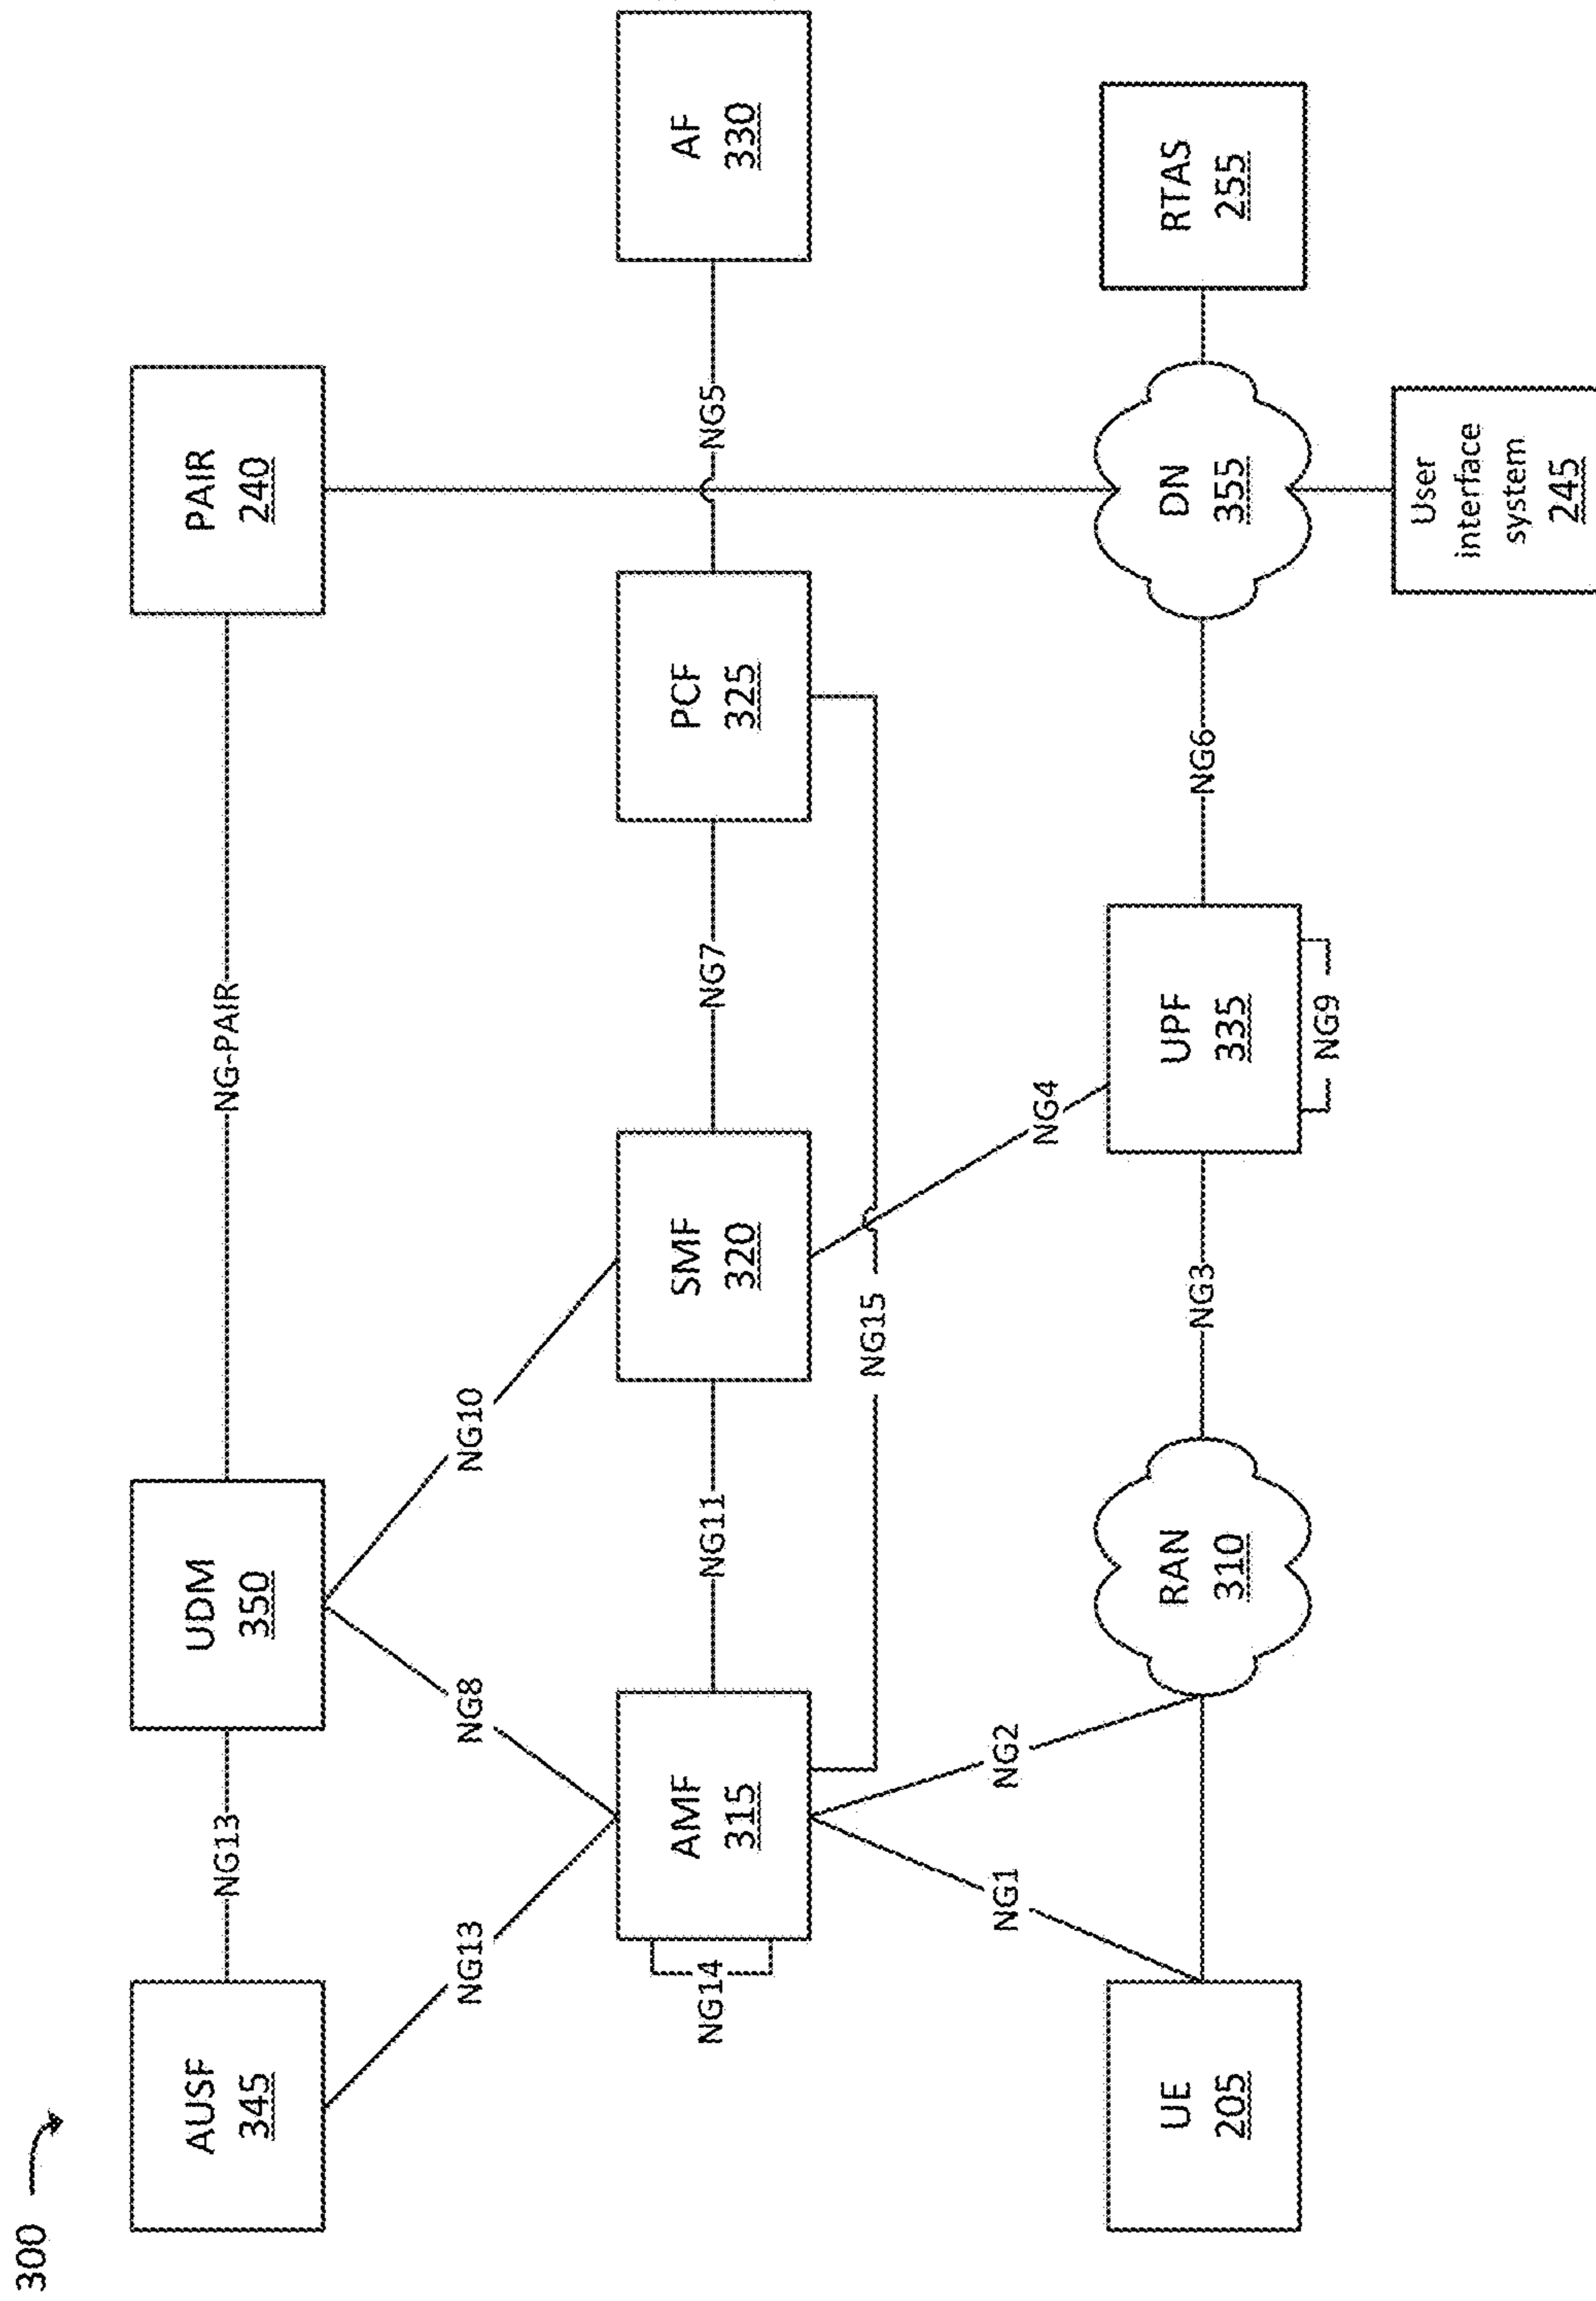 300
AUSF
345
NG13
UDM
350
NG-PAIR
PAIR
240
NG13
NG8
NG10
NG14
AMF
315
NG11
SMF
320
NG7
PCF
325
NG5
AF
330
NG15
NG1
NG2
NG4
UE
205
RAN
310
NG3
UPF
335
NG9
NG6
DN
355
RTAS
255
User
interface
system
245